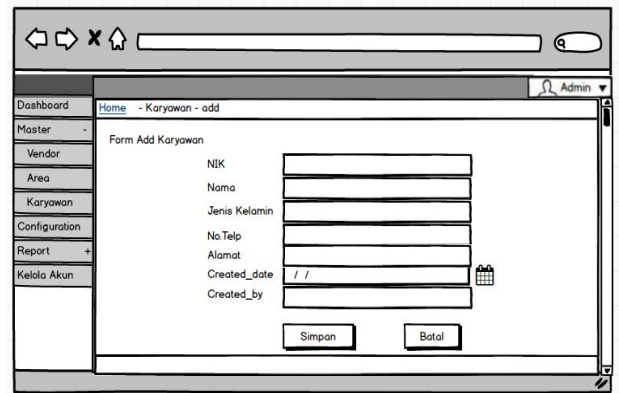 Admin
Dashboard
Master -
Vendor
Area
Karyawan
Configuration
Report +
Kelola Akun
Home - Karyawan - add
Form Add Karyawan
NIK
Nama
Jenis Kelamin
No.Telp
Alamat
Created_date / /
Created_by
Simpan Batal